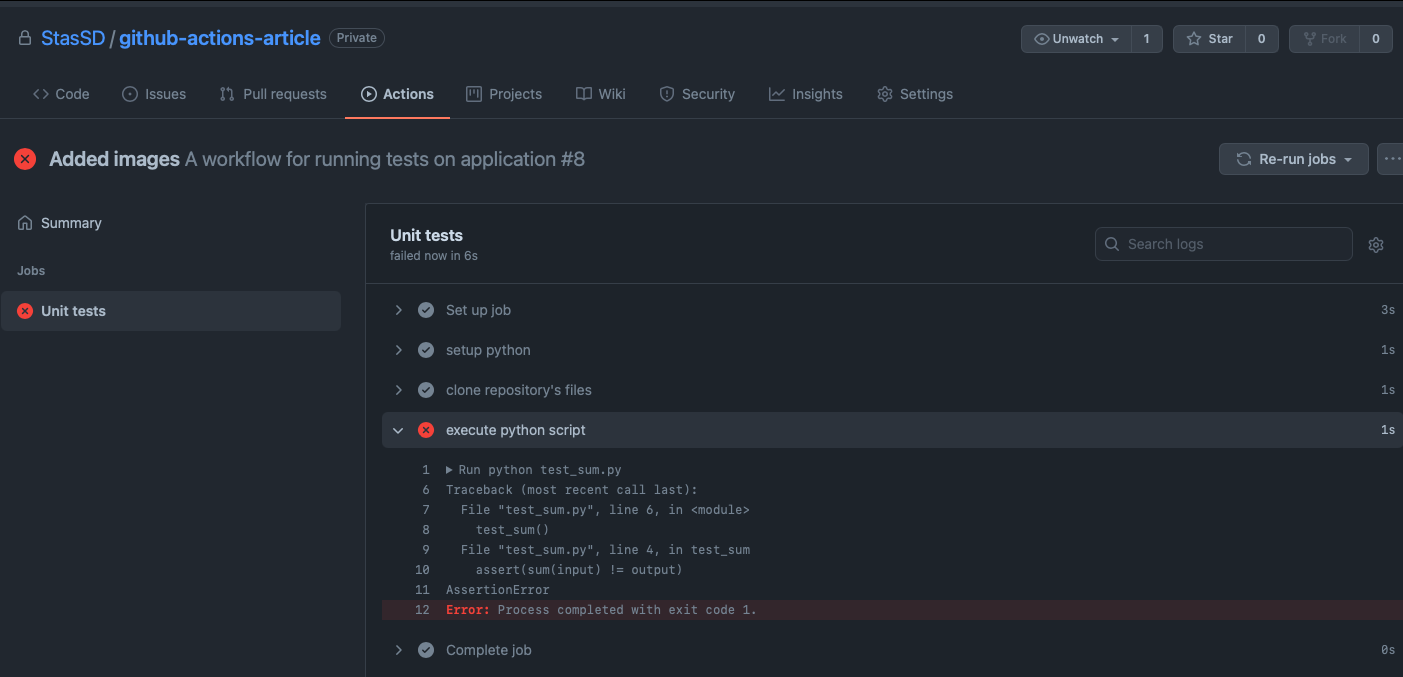 StasSD / github-actions-article Private
Unwatch 1 Star 0 Fork 0
Code Issues Pull requests Actions Projects Wiki Security Insights Settings
Added images A workflow for running tests on application #8
Re-run jobs
Summary
Jobs
Unit tests
Unit tests
failed now in 6s
Search logs
Set up job 3s
setup python 1s
clone repository's files 1s
execute python script 1s
1 Run python test_sum.py
6 Traceback (most recent call last):
7 File "test_sum.py", line 6, in <module>
8 test_sum()
9 File "test_sum.py", line 4, in test_sum
10 assert(sum(input) != output)
11 AssertionError
12 Error: Process completed with exit code 1.
Complete job 0s